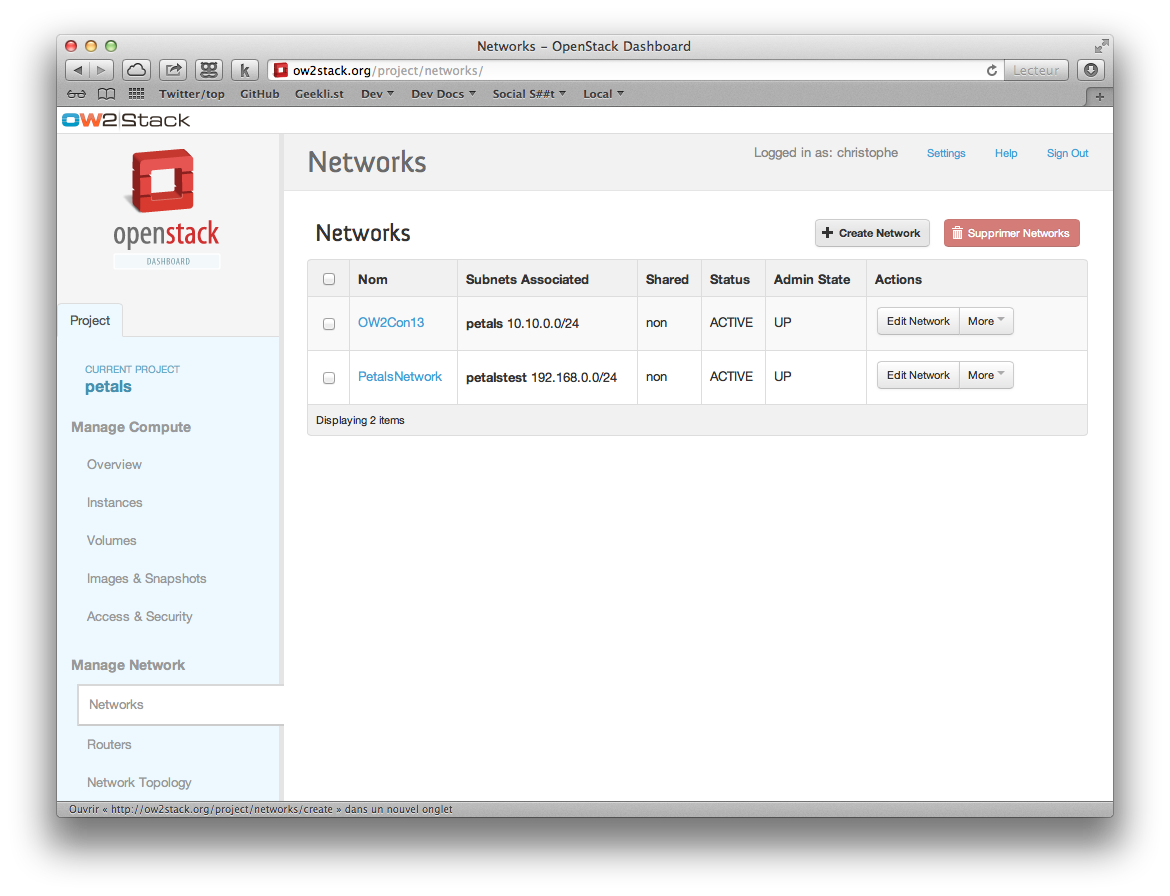 Networks – OpenStack Dashboard
ow2stack.org/project/networks/
Lecteur
Twitter/top GitHub Geekli.st Dev Dev Docs Social S##t Local
OW2 Stack
openstack
DASHBOARD
Networks
Logged in as: christophe Settings Help Sign Out
Project
CURRENT PROJECT
petals
Manage Compute
Overview
Instances
Volumes
Images & Snapshots
Access & Security
Manage Network
Networks
Routers
Network Topology
Networks
Create Network Supprimer Networks
Nom Subnets Associated Shared Status Admin State Actions
OW2Con13 petals 10.10.0.0/24 non ACTIVE UP Edit Network More
PetalsNetwork petalstest 192.168.0.0/24 non ACTIVE UP Edit Network More
Displaying 2 items
Ouvrir « http://ow2stack.org/project/networks/create » dans un nouvel onglet